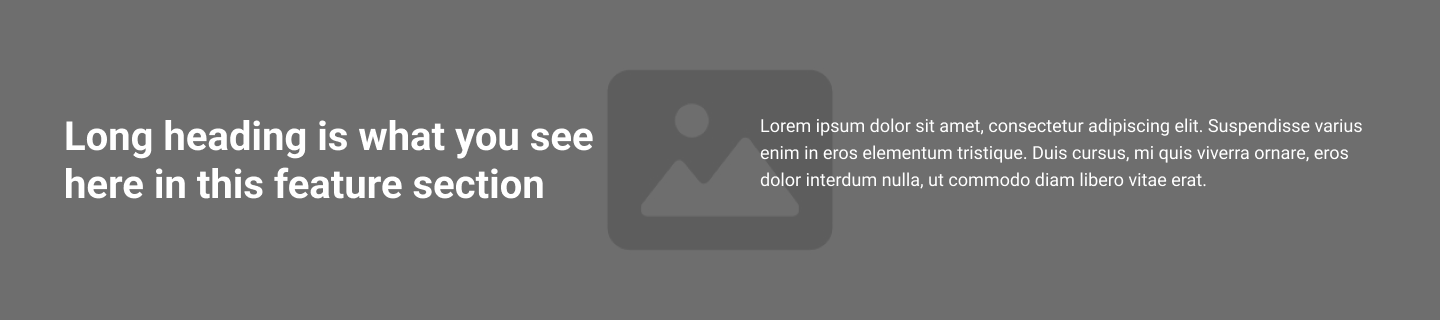 Long heading is what you see
here in this feature section
Lorem ipsum dolor sit amet, consectetur adipiscing elit. Suspendisse varius
enim in eros elementum tristique. Duis cursus, mi quis viverra ornare, eros
dolor interdum nulla, ut commodo diam libero vitae erat.